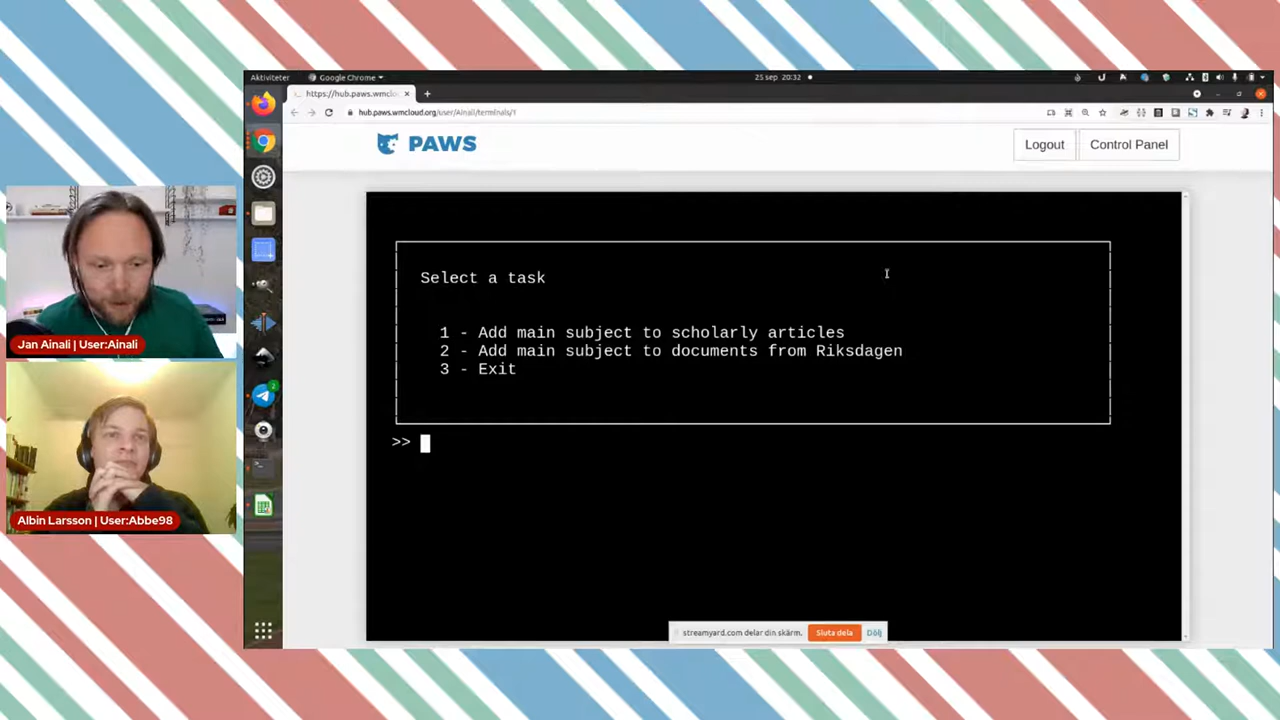 Aktiviteter
Google Chrome
25 sep 20:32
https://hub.paws.wmclo
hub.paws.wmcloud.org/user/Ainali/terminals/1
PAWS
Logout
Control Panel
Select a task
1 - Add main subject to scholarly articles
2 - Add main subject to documents from Riksdagen
3 - Exit
>>
Jan Ainali | User:Ainali
2
Albin Larsson | User:Abbe98
streamyard.com delar din skärm.
Sluta dela
Dölj